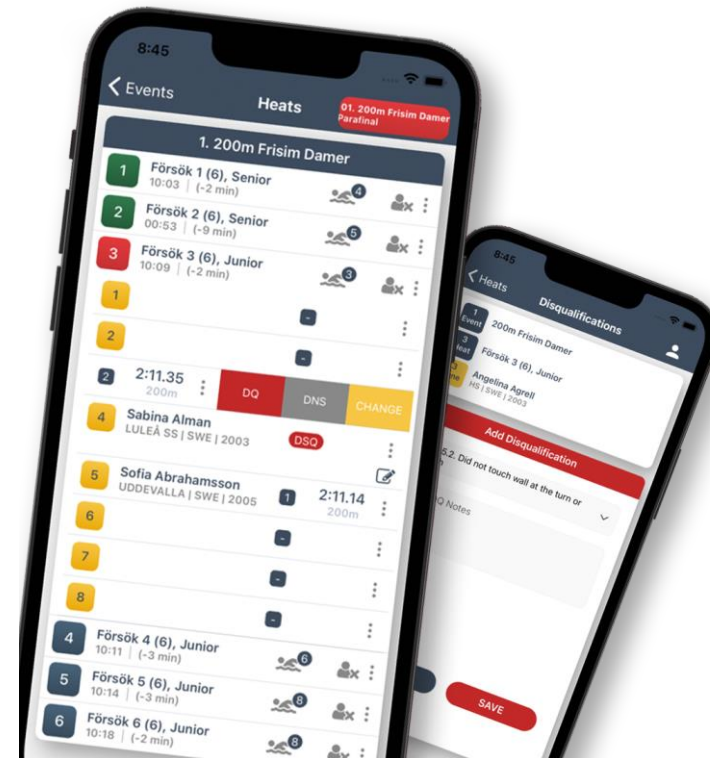 8:45
Events
Heats
01. 200m Frisim Damer
Parafinal
1. 200m Frisim Damer
1
Försök 1 (6), Senior
10:03 | (-2 min)
4
2
Försök 2 (6), Senior
00:53 | (-9 min)
5
3
Försök 3 (6), Junior
10:09 | (-2 min)
3
1
-
2
-
2
2:11.35
200m
DQ
DNS
CHANGE
4
Sabina Alman
LULEÅ SS | SWE | 2003
DSQ
5
Sofia Abrahamsson
UDDEVALLA | SWE | 2005
1
2:11.14
200m
6
-
7
-
8
-
4
Försök 4 (6), Junior
10:11 | (-3 min)
6
5
Försök 5 (6), Junior
10:14 | (-3 min)
8
6
Försök 6 (6), Junior
10:18 | (-2 min)
8
8:45
Heats
Disqualifications
1
Event
200m Frisim Damer
3
Heat
Försök 3 (6), Junior
3
Angelina Agrell
HS | SWE | 2003
Add Disqualification
5.2. Did not touch wall at the turn or
Notes
SAVE